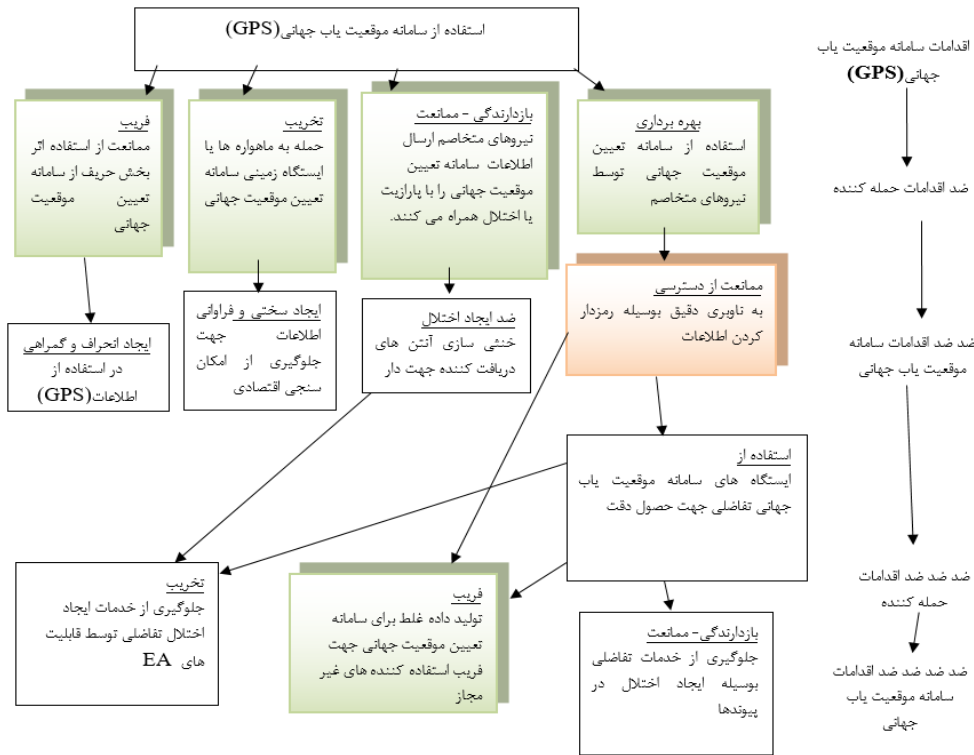 استفاده از سامانه موقعیت یاب جهانی(GPS)
اقدامات سامانه موقعیت یاب
جهانی(GPS)
بهره برداری
استفاده از سامانه تعیین
موقعیت جهانی توسط
نیروهای متخاصم
بازدارندگی - ممانعت
نیروهای متخاصم ارسال
اطلاعات سامانه تعیین
موقعیت جهانی را با پارازیت
یا اختلال همراه می کنند.
تخریب
حمله به ماهواره ها یا
ایستگاه زمینی سامانه
تعیین موقعیت جهانی
فریب
ممانعت از استفاده اثر
بخش حریف از سامانه
تعیین موقعیت
جهانی
ضد اقدامات حمله کننده
ممانعت از دسترسی
به ناوبری دقیق بوسیله رمزدار
کردن اطلاعات
ضد ایجاد اختلال
خنثی سازی آنتن های
دریافت کننده جهت دار
ایجاد سختی و فراوانی
اطلاعات جهت
جلوگیری از امکان
سنجی اقتصادی
ایجاد انحراف و گمراهی
در استفاده از
اطلاعات(GPS)
ضد ضد اقدامات سامانه
موقعیت یاب جهانی
استفاده از
ایستگاه های سامانه موقعیت یاب
جهانی تفاضلی جهت حصول دقت
ضد ضد ضد اقدامات
حمله کننده
تخریب
جلوگیری از خدمات ایجاد
اختلال تفاضلی توسط قابلیت
های EA
فریب
تولید داده غلط برای سامانه
تعیین موقعیت جهانی جهت
فریب استفاده کننده های غیر
مجاز
بازدارندگی- ممانعت
جلوگیری از خدمات تفاضلی
بوسیله ایجاد اختلال در
پیوندها
ضد ضد ضد ضد اقدامات
سامانه موقعیت یاب
جهانی